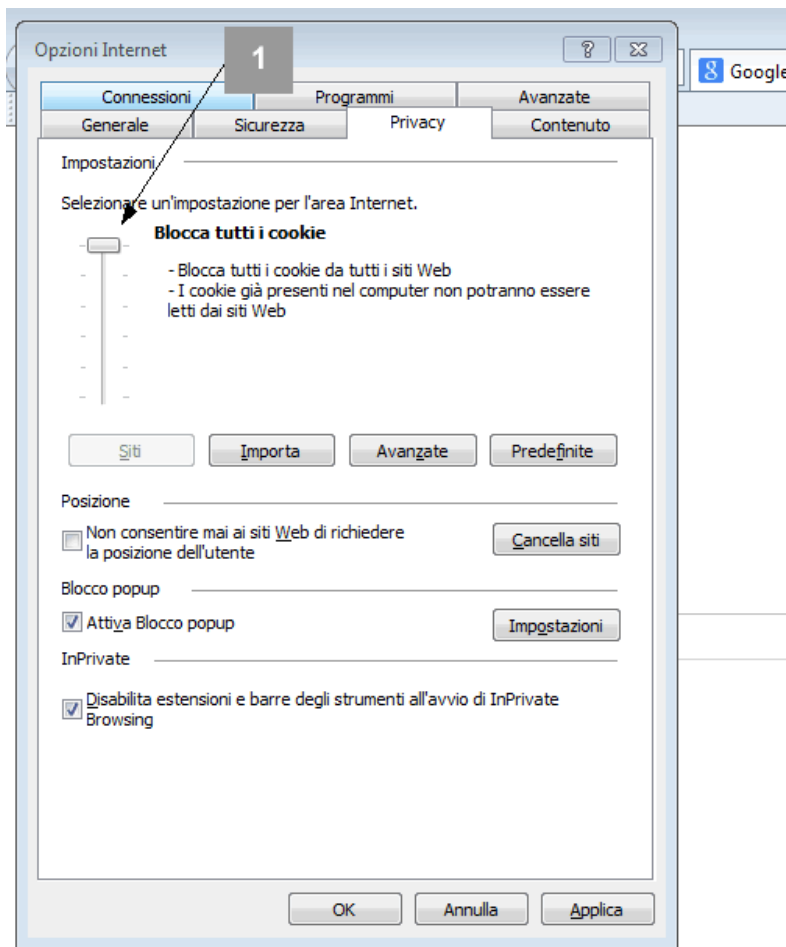 Opzioni Internet
1
Google
Connessioni
Programmi
Avanzate
Generale
Sicurezza
Privacy
Contenuto
Impostazioni
Selezionare un'impostazione per l'area Internet.
Blocca tutti i cookie
- Blocca tutti i cookie da tutti i siti Web
- I cookie già presenti nel computer non potranno essere
letti dai siti Web
Siti
Importa
Avanzate
Predefinite
Posizione
Non consentire mai ai siti Web di richiedere
la posizione dell'utente
Cancella siti
Blocco popup
Attiva Blocco popup
Impostazioni
InPrivate
Disabilita estensioni e barre degli strumenti all'avvio di InPrivate
Browsing
OK
Annulla
Applica